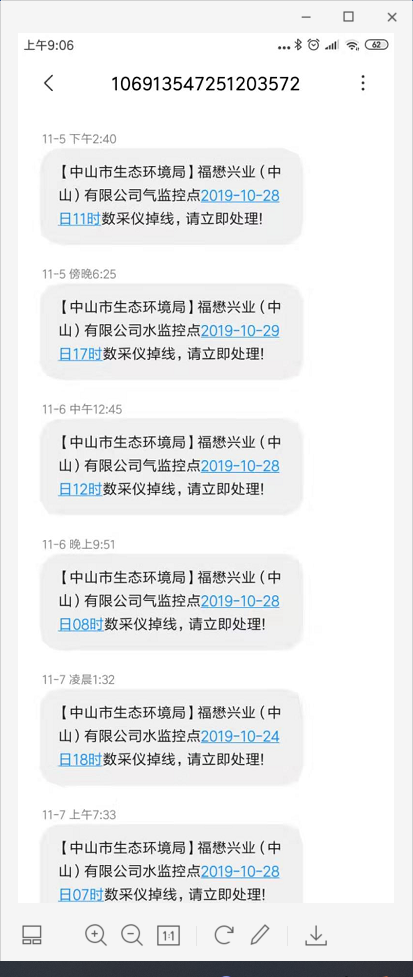 上午9:06
62
106913547251203572
11-5 下午2:40
【中山市生态环境局】福懋兴业（中
山）有限公司气监控点2019-10-28
日11时数采仪掉线，请立即处理!
11-5 傍晚6:25
【中山市生态环境局】福懋兴业（中
山）有限公司水监控点2019-10-29
日17时数采仪掉线，请立即处理!
11-6 中午12:45
【中山市生态环境局】福懋兴业（中
山）有限公司气监控点2019-10-28
日12时数采仪掉线，请立即处理!
11-6 晚上9:51
【中山市生态环境局】福懋兴业（中
山）有限公司气监控点2019-10-28
日08时数采仪掉线，请立即处理!
11-7 凌晨1:32
【中山市生态环境局】福懋兴业（中
山）有限公司水监控点2019-10-24
日18时数采仪掉线，请立即处理!
11-7 上午7:33
【中山市生态环境局】福懋兴业（中
山）有限公司水监控点2019-10-28
日07时数采仪掉线，请立即处理!
1:1